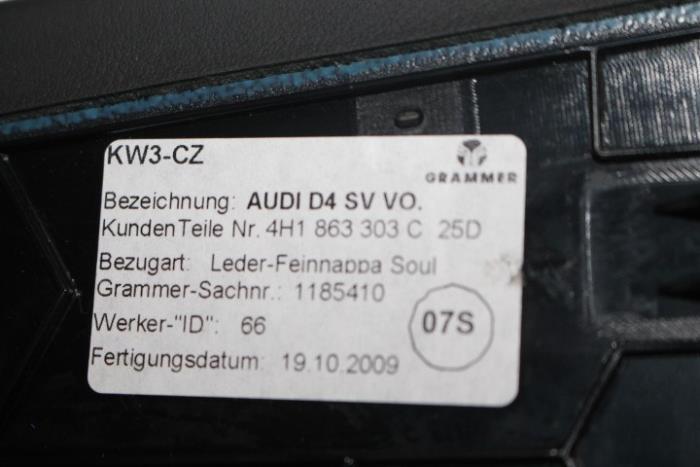 KW3-CZ
GRAMMER
Bezeichnung: AUDI D4 SV VO.
Kunden Teile Nr. 4H1 863 303 C 25D
Bezugart: Leder-Feinnappa Soul
Grammer-Sachnr.: 1185410
Werker-"ID": 66
07S
Fertigungsdatum: 19.10.2009